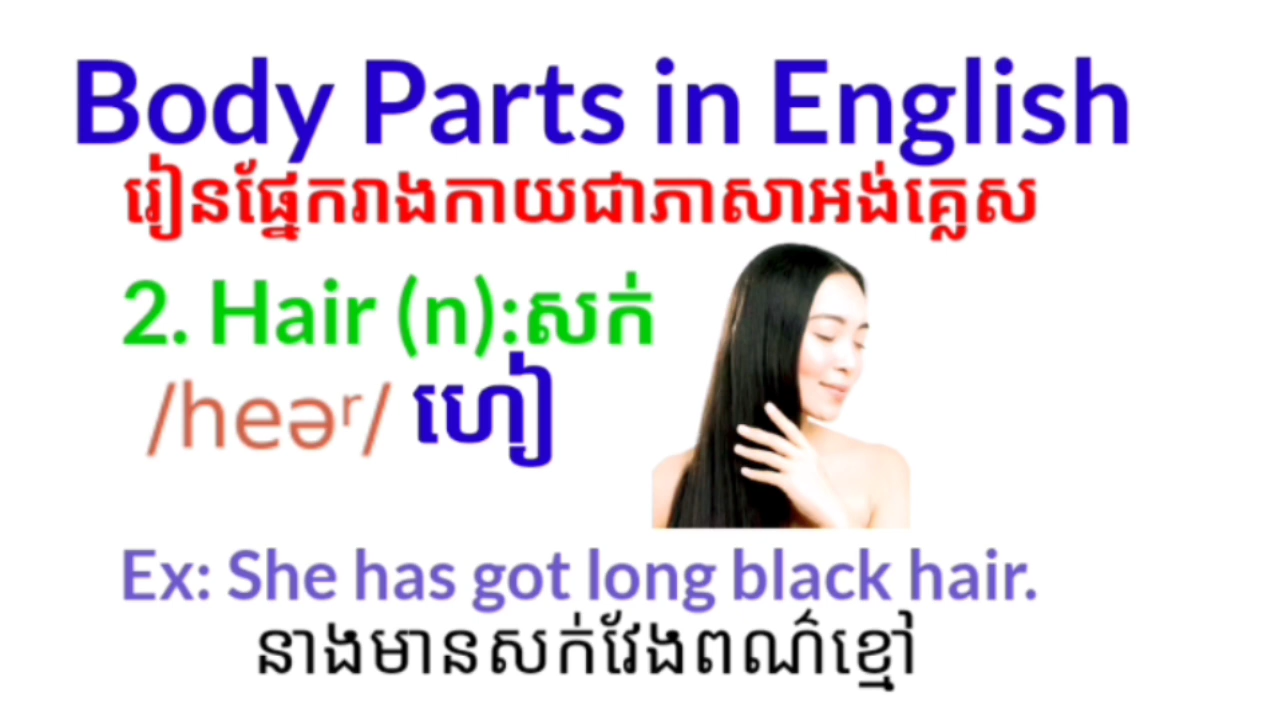 Body Parts in English
រៀនផ្នែករាងកាយជាភាសាអង់គ្លេស
2. Hair (n):សក់
/heəʳ/ ហៀ
Ex: She has got long black hair.
នាងមានសក់វែងពណ៌ខ្មៅ